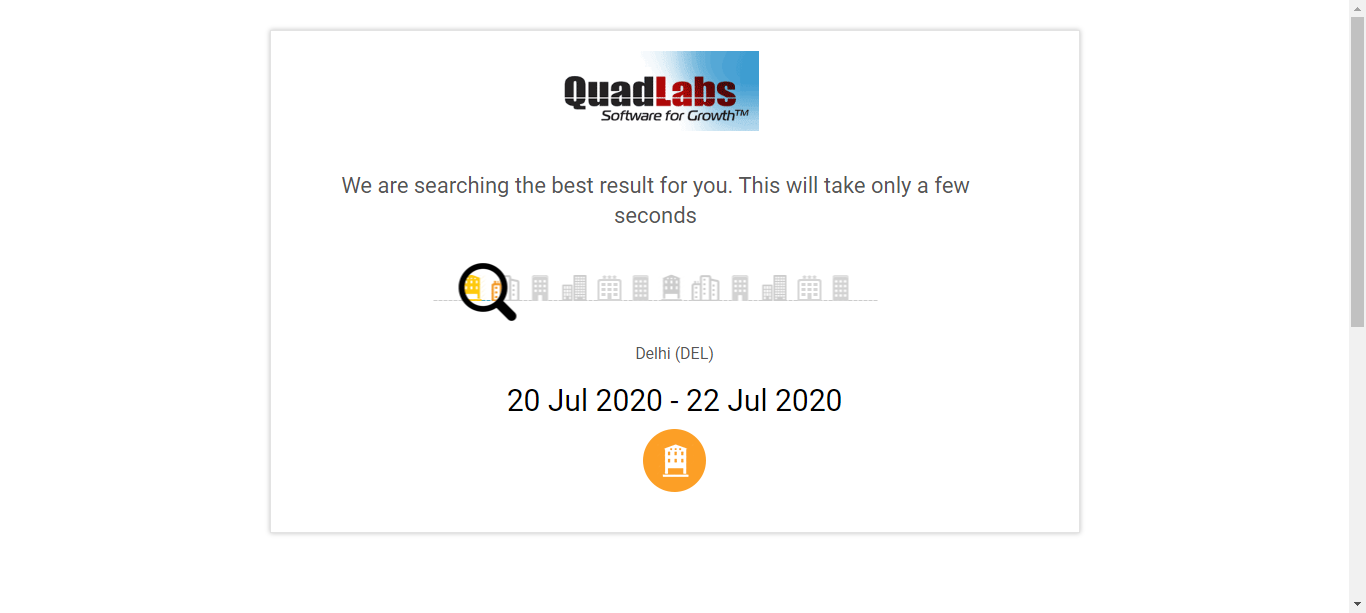 QuadLabs
Software for Growth™
We are searching the best result for you. This will take only a few
seconds
Delhi (DEL)
20 Jul 2020 - 22 Jul 2020